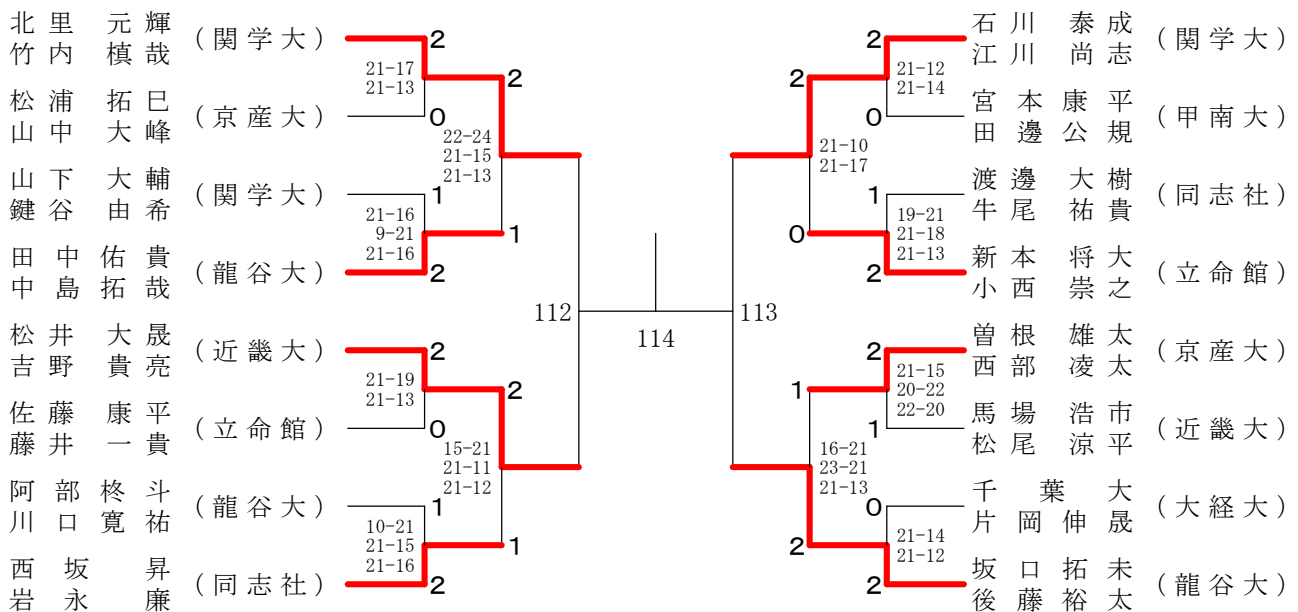 北里 元輝
竹内 槙哉
(関学大)
2
21-17
21-13
松浦 拓巳
山中 大峰
(京産大)
0
2
22-24
21-15
21-13
山下 大輔
鍵谷 由希
(関学大)
1
21-16
9-21
21-16
田中 佑貴
中島 拓哉
(龍谷大)
2
1
112
松井 大晟
吉野 貴亮
(近畿大)
2
21-19
21-13
佐藤 康平
藤井 一貴
(立命館)
0
2
15-21
21-11
21-12
阿部 柊斗
川口 寛祐
(龍谷大)
1
10-21
21-15
21-16
西坂 昇
岩永 廉
(同志社)
2
1
114
石川 泰成
江川 尚志
(関学大)
2
21-12
21-14
宮本 康平
田邊 公規
(甲南大)
0
2
21-10
21-17
渡邊 大樹
牛尾 祐貴
(同志社)
1
19-21
21-18
21-13
新本 将大
小西 崇之
(立命館)
2
0
113
曽根 雄太
西部 凌太
(京産大)
2
21-15
20-22
22-20
馬場 浩市
松尾 涼平
(近畿大)
1
1
16-21
23-21
21-13
千葉 大
片岡 伸晟
(大経大)
0
21-14
21-12
坂口 拓未
後藤 裕太
(龍谷大)
2
2